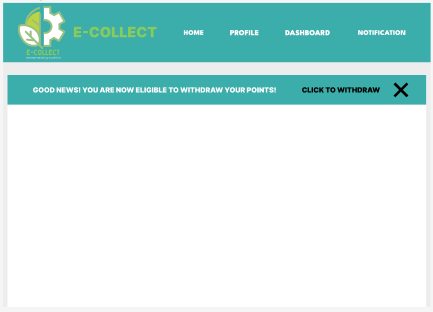 E-COLLECT
HOME PROFILE DASHBOARD NOTIFICATION
E-COLLECT
GOOD NEWS! YOU ARE NOW ELIGIBLE TO WITHDRAW YOUR POINTS! CLICK TO WITHDRAW